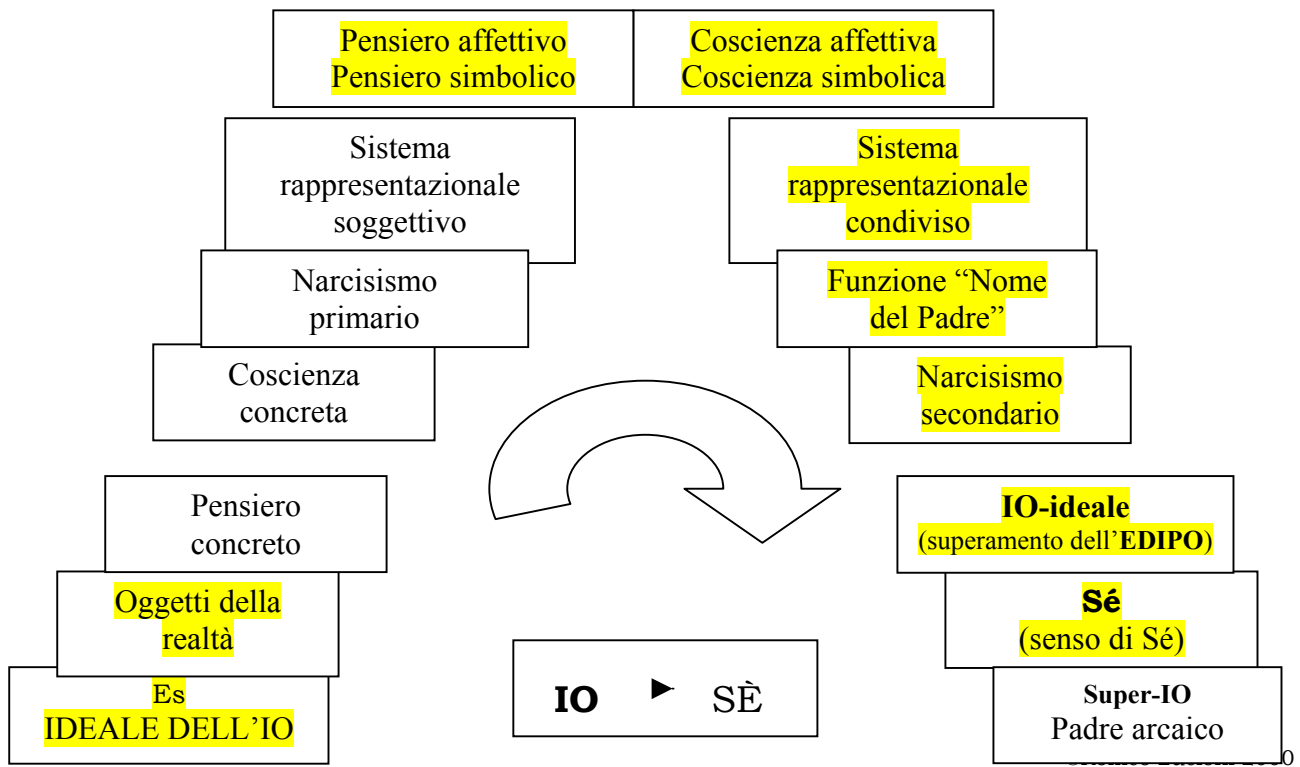 Pensiero affettivo
Pensiero simbolico
Coscienza affettiva
Coscienza simbolica
Sistema
rappresentazionale
soggettivo
Sistema
rappresentazionale
condiviso
Narcisismo
primario
Funzione “Nome
del Padre”
Coscienza
concreta
Narcisismo
secondario
Pensiero
concreto
IO-ideale
(superamento dell’EDIPO)
Oggetti della
realtà
Sé
(senso di Sé)
Es
IDEALE DELL’IO
IO ► SÈ
Super-IO
Padre arcaico